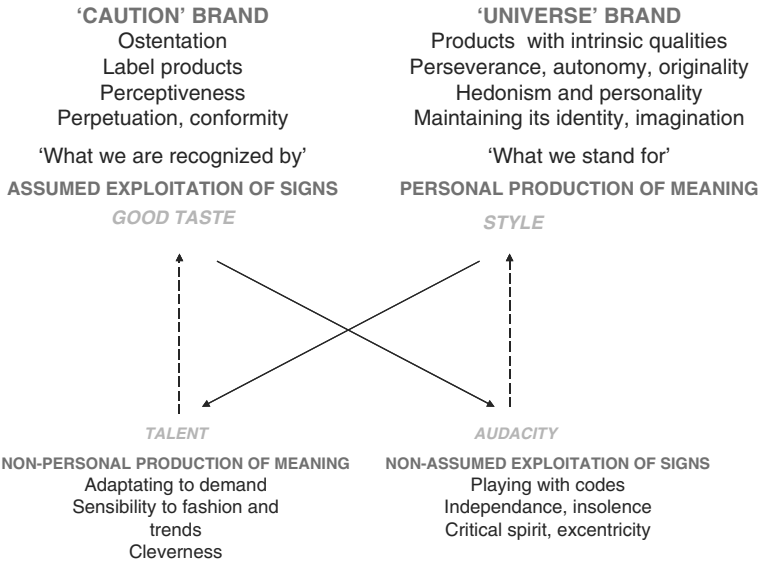 ‘CAUTION’ BRAND
Ostentation
Label products
Perceptiveness
Perpetuation, conformity
‘What we are recognized by’
ASSUMED EXPLOITATION OF SIGNS
GOOD TASTE
‘UNIVERSE’ BRAND
Products with intrinsic qualities
Perseverance, autonomy, originality
Hedonism and personality
Maintaining its identity, imagination
‘What we stand for’
PERSONAL PRODUCTION OF MEANING
STYLE
TALENT
NON-PERSONAL PRODUCTION OF MEANING
Adaptating to demand
Sensibility to fashion and
trends
Cleverness
AUDACITY
NON-ASSUMED EXPLOITATION OF SIGNS
Playing with codes
Independance, insolence
Critical spirit, excentricity